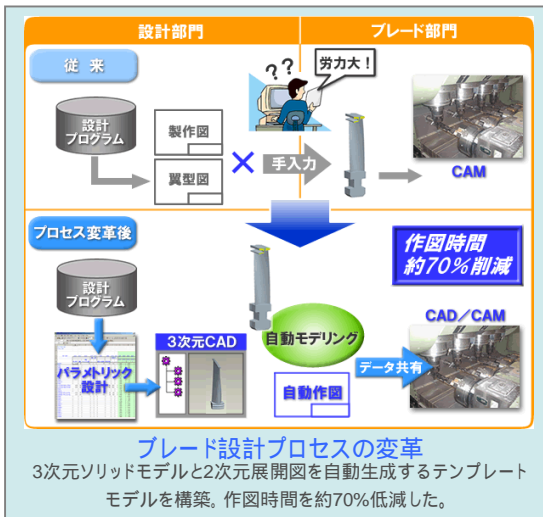 設計部門
ブレード部門
従来
??
労力大！
設計
プログラム
製作図
翼型図
×
手入力
CAM
プロセス変革後
作図時間
約70％削減
設計
プログラム
パラメトリック
設計
3次元CAD
自動モデリング
自動作図
データ共有
CAD／CAM
ブレード設計プロセスの変革
3次元ソリッドモデルと2次元展開図を自動生成するテンプレート
モデルを構築。作図時間を約70%低減した。